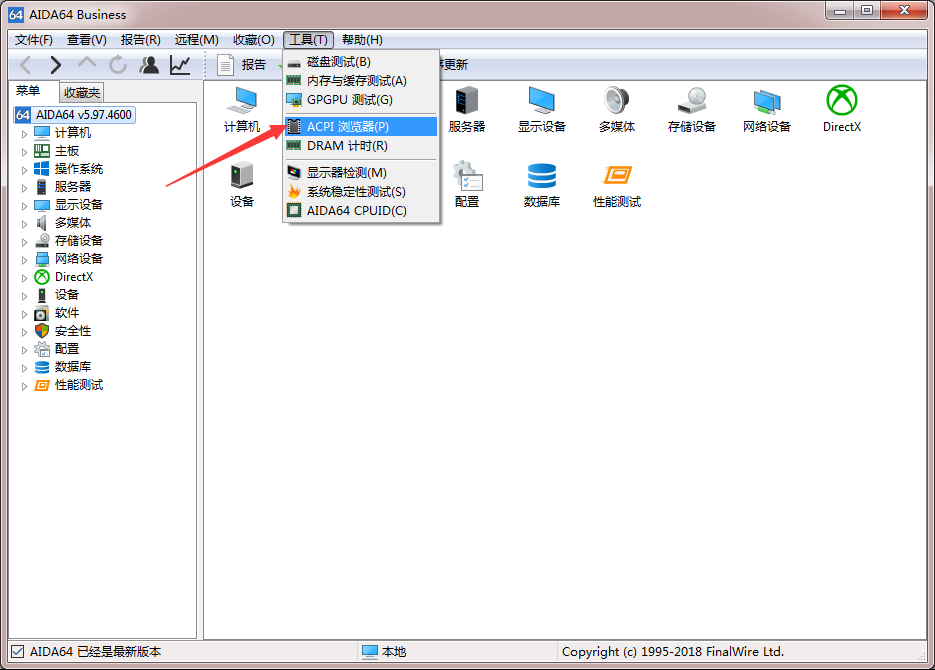 AIDA64 Business
文件(F) 查看(V) 报告(R) 远程(M) 收藏(O) 工具(T) 帮助(H)
报告
更新
磁盘测试(B)
内存与缓存测试(A)
GPGPU 测试(G)
ACPI 浏览器(P)
DRAM 计时(R)
显示器检测(M)
系统稳定性测试(S)
AIDA64 CPUID(C)
菜单 收藏夹
64 AIDA64 v5.97.4600
计算机
主板
操作系统
服务器
显示设备
多媒体
存储设备
网络设备
DirectX
设备
软件
安全性
配置
数据库
性能测试
计算机 服务器 显示设备 多媒体 存储设备 网络设备 DirectX
设备 配置 数据库 性能测试
AIDA64 已经是最新版本 本地 Copyright (c) 1995-2018 FinalWire Ltd.